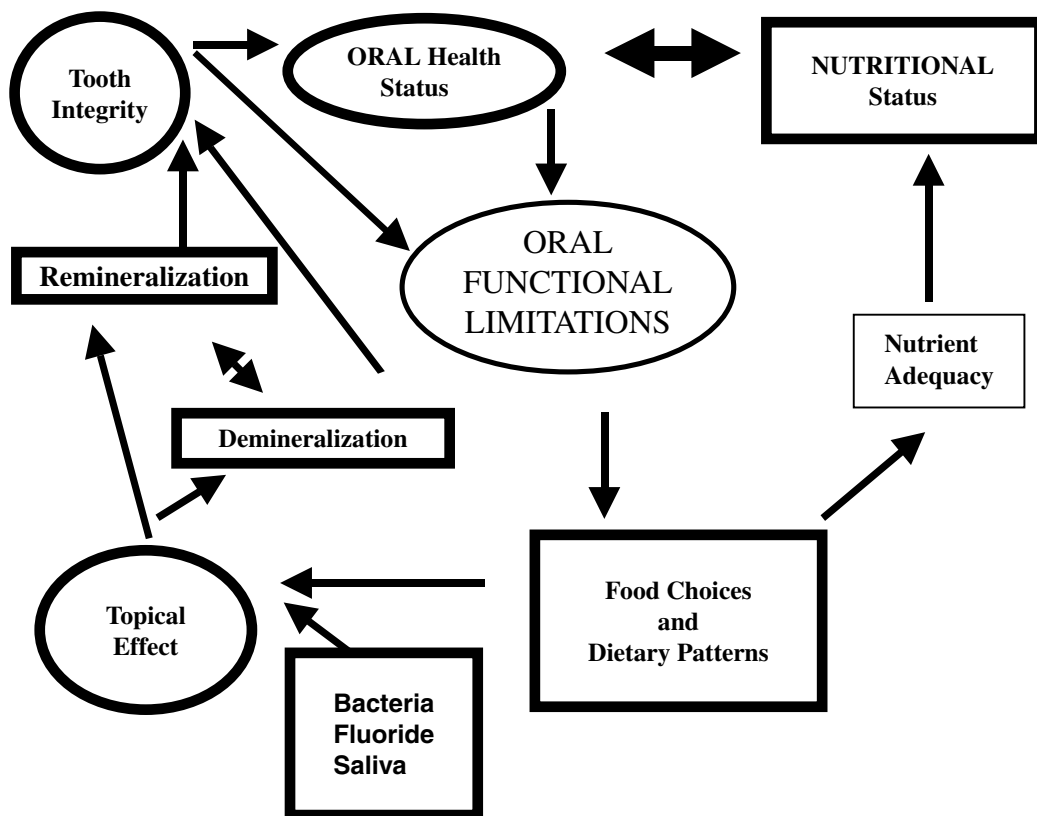 Tooth
Integrity
ORAL Health
Status
NUTRITIONAL
Status
ORAL
FUNCTIONAL
LIMITATIONS
Remineralization
Nutrient
Adequacy
Demineralization
Topical
Effect
Food Choices
and
Dietary Patterns
Bacteria
Fluoride
Saliva